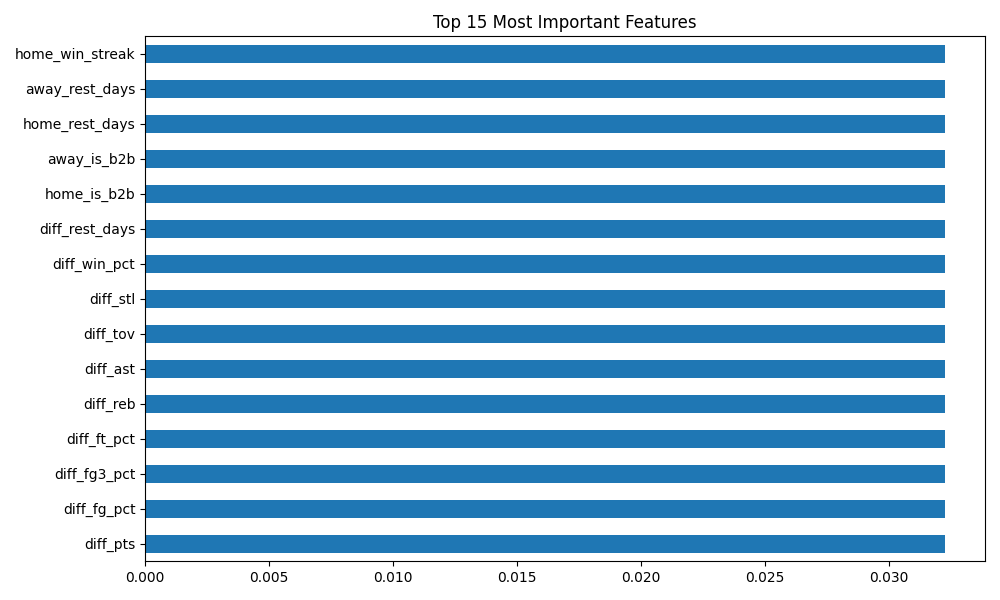 Top 15 Most Important Features
home_win_streak
away_rest_days
home_rest_days
away_is_b2b
home_is_b2b
diff_rest_days
diff_win_pct
diff_stl
diff_tov
diff_ast
diff_reb
diff_ft_pct
diff_fg3_pct
diff_fg_pct
diff_pts
0.000 0.005 0.010 0.015 0.020 0.025 0.030